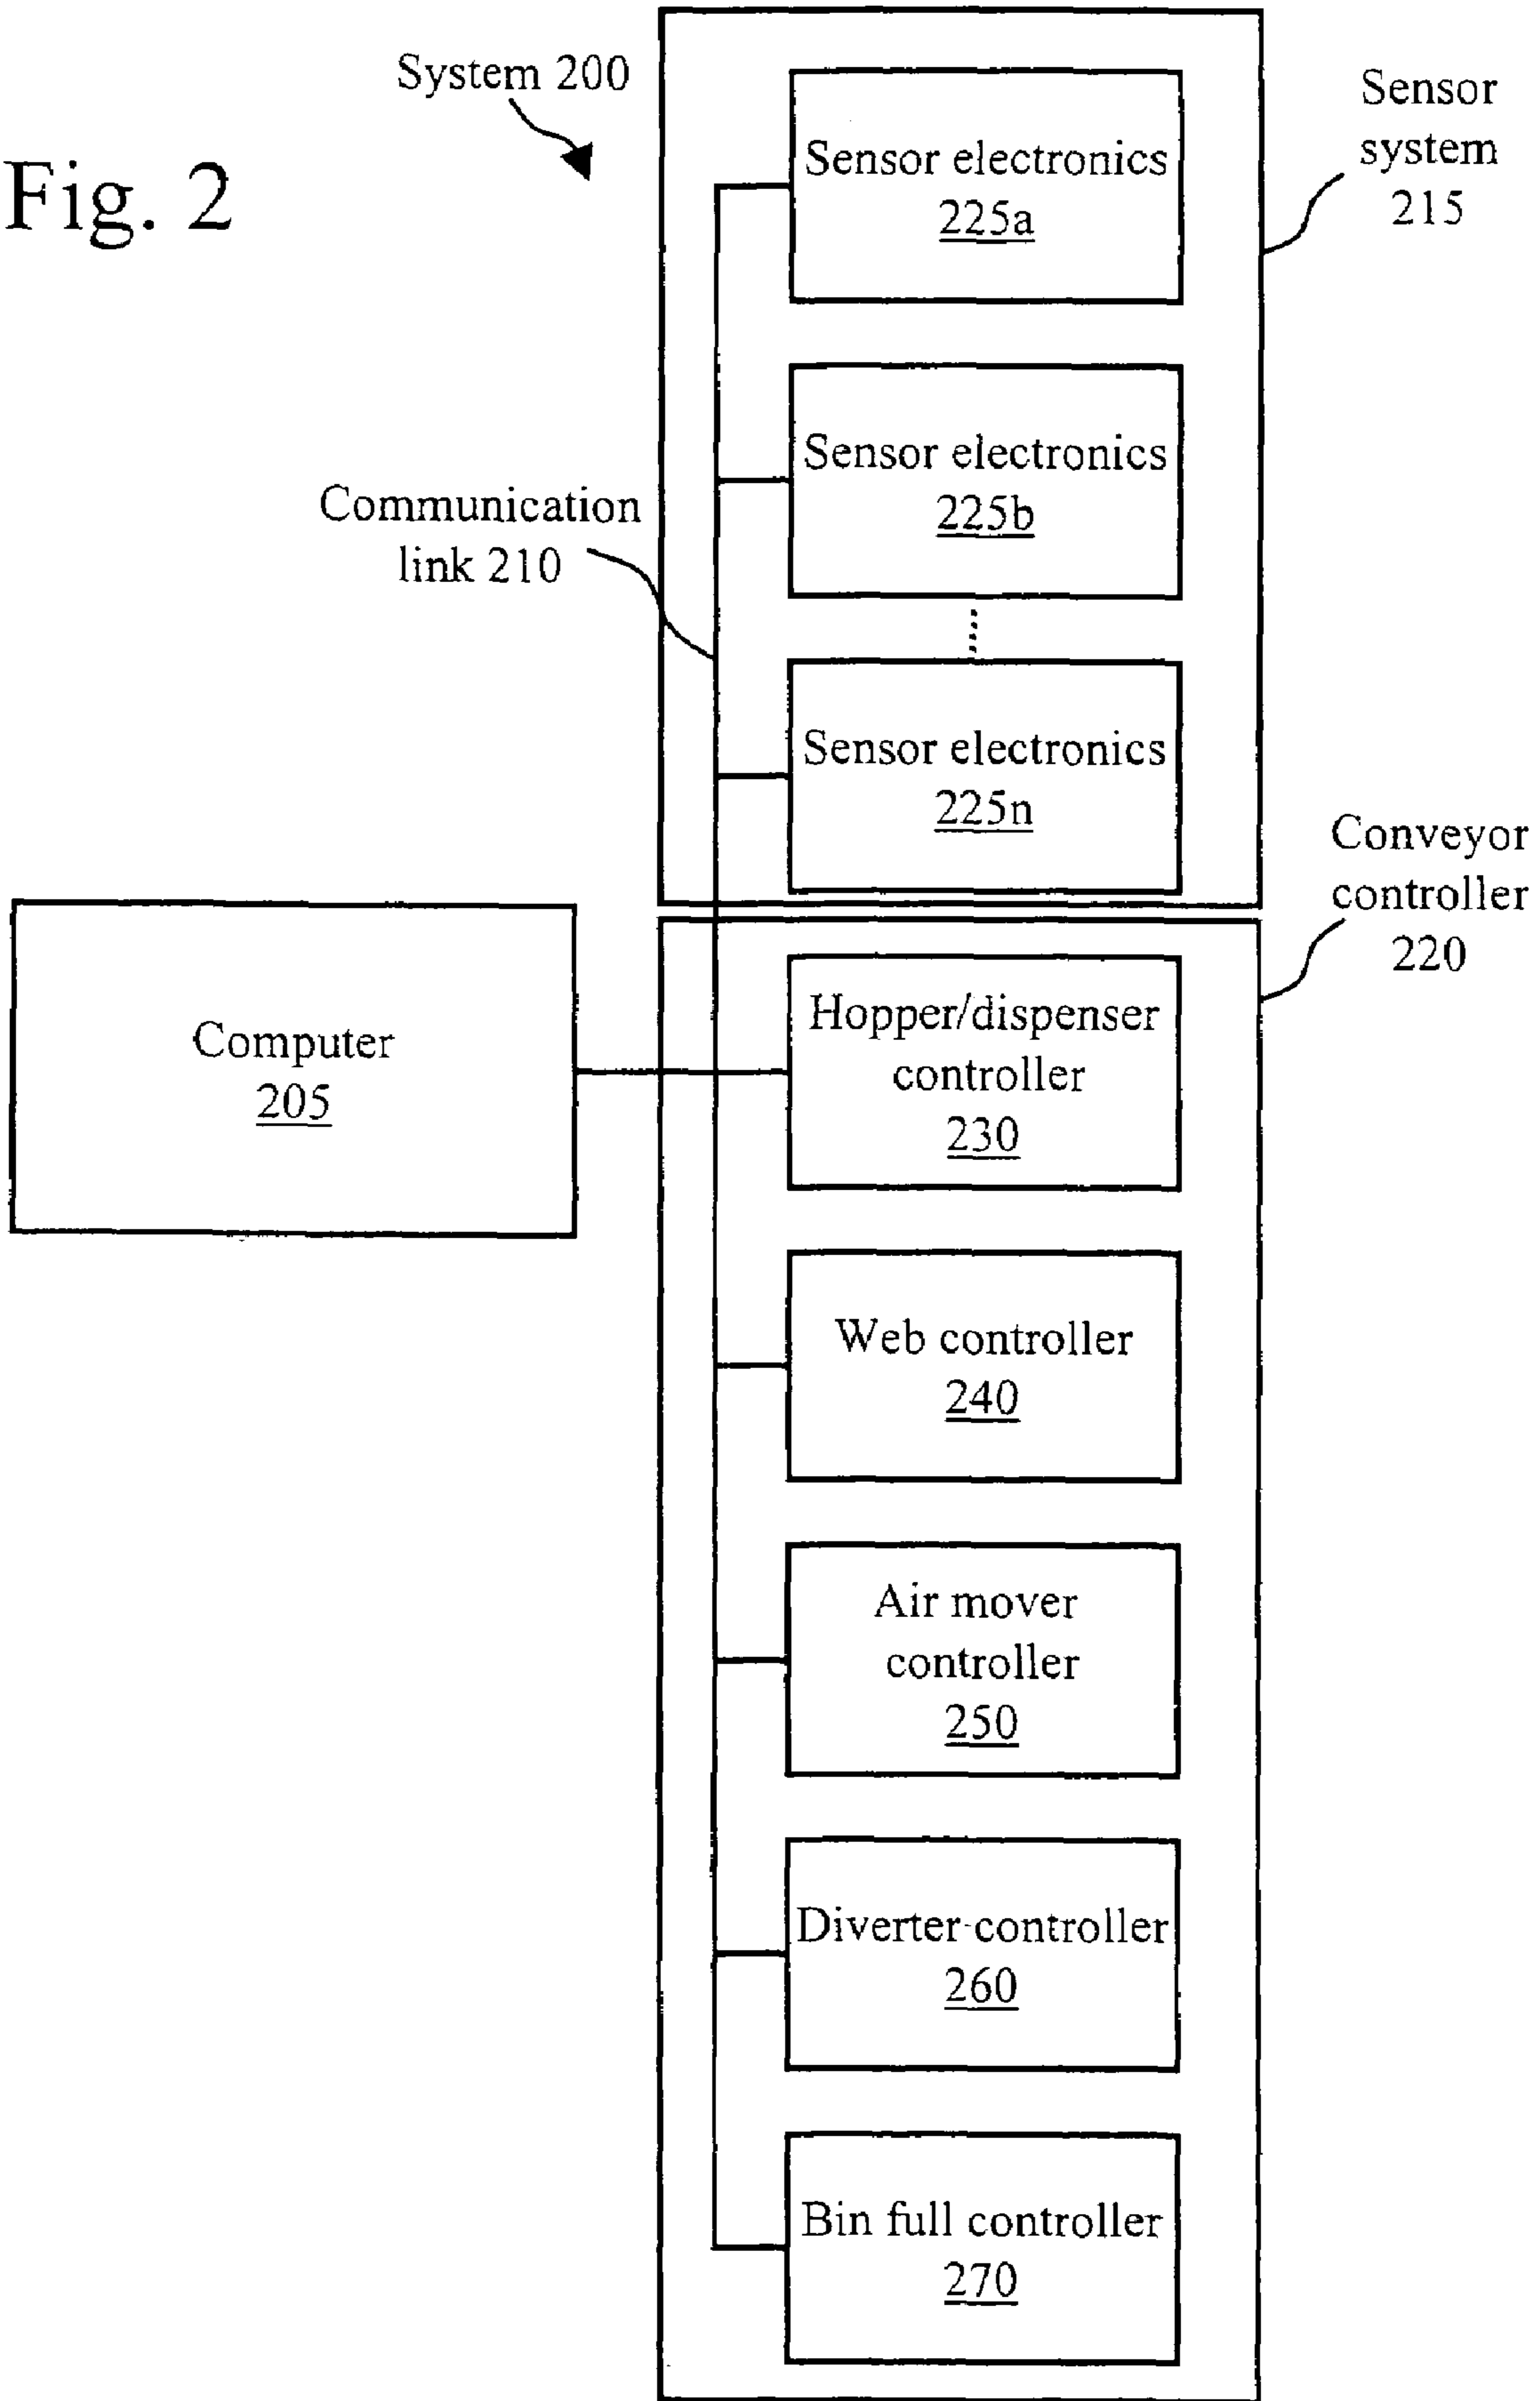 System 200
Fig. 2
Sensor
system
215
Sensor electronics
225a
Sensor electronics
225b
Communication
link 210
Sensor electronics
225n
Conveyor
controller
220
Computer
205
Hopper/dispenser
controller
230
Web controller
240
Air mover
controller
250
Diverter controller
260
Bin full controller
270